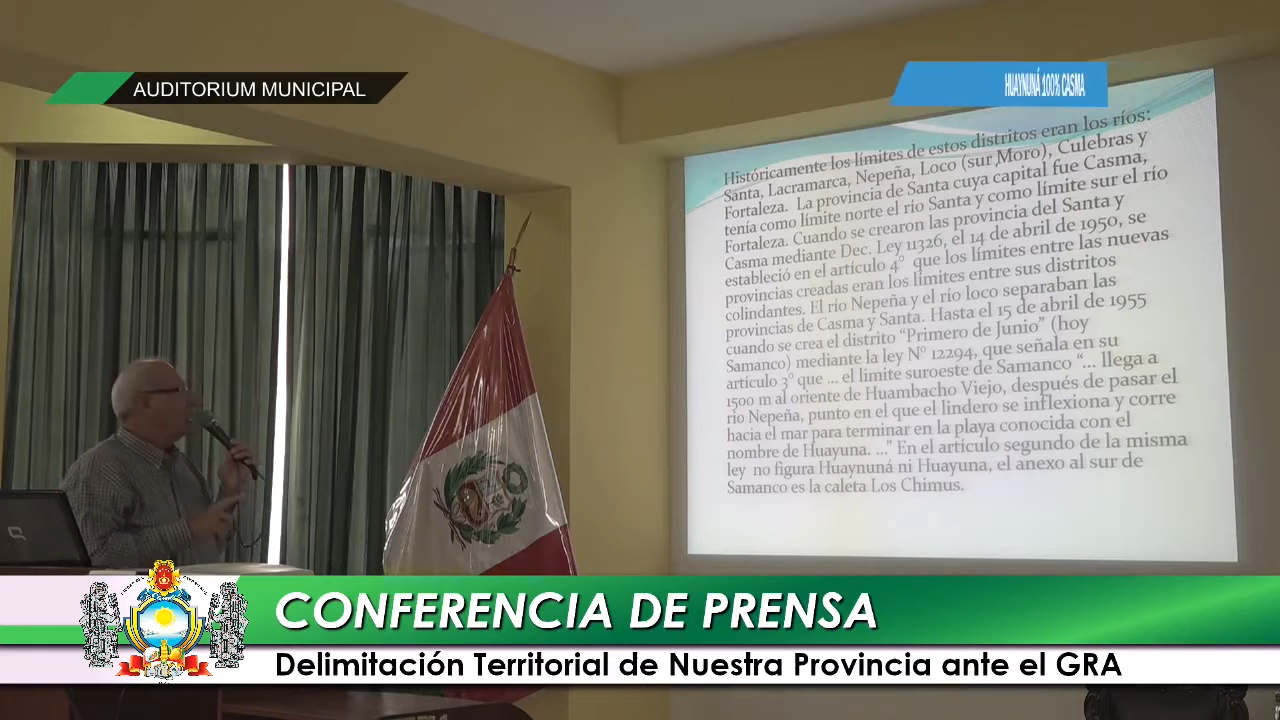 AUDITORIUM MUNICIPAL
HUAYNUNÁ 100% CASMA
Históricamente los límites de estos distritos eran los ríos:
Santa, Lacramarca, Nepeña, Loco (sur Moro), Culebras y
Fortaleza. La provincia de Santa cuya capital fue Casma,
tenía como límite norte el río Santa y como límite sur el río
Fortaleza. Cuando se crearon las provincia del Santa y
Casma mediante Dec. Ley 11326, el 14 de abril de 1950, se
estableció en el artículo 4° que los límites entre las nuevas
provincias creadas eran los límites entre sus distritos
colindantes. El río Nepeña y el río loco separaban las
provincias de Casma y Santa. Hasta el 15 de abril de 1955
cuando se crea el distrito “Primero de Junio” (hoy
Samanco) mediante la ley N° 12294, que señala en su
artículo 3° que ... el limite suroeste de Samanco “... llega a
1500 m al oriente de Huambacho Viejo, después de pasar el
río Nepeña, punto en el que el lindero se inflexiona y corre
hacia el mar para terminar en la playa conocida con el
nombre de Huayuna. ...” En el artículo segundo de la misma
ley no figura Huaynuná ni Huayuna, el anexo al sur de
Samanco es la caleta Los Chimus.
CONFERENCIA DE PRENSA
Delimitación Territorial de Nuestra Provincia ante el GRA